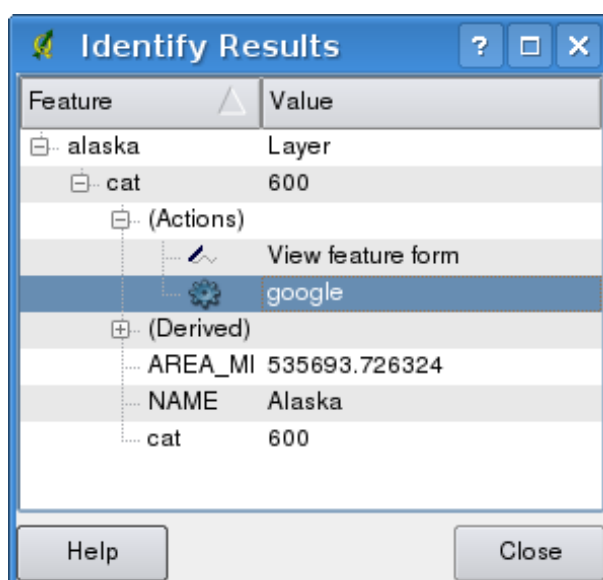 Identify Results ?
Feature Value
alaska Layer
cat 600
(Actions)
View feature form
google
(Derived)
AREA_MI 535693.726324
NAME Alaska
cat 600
Help Close